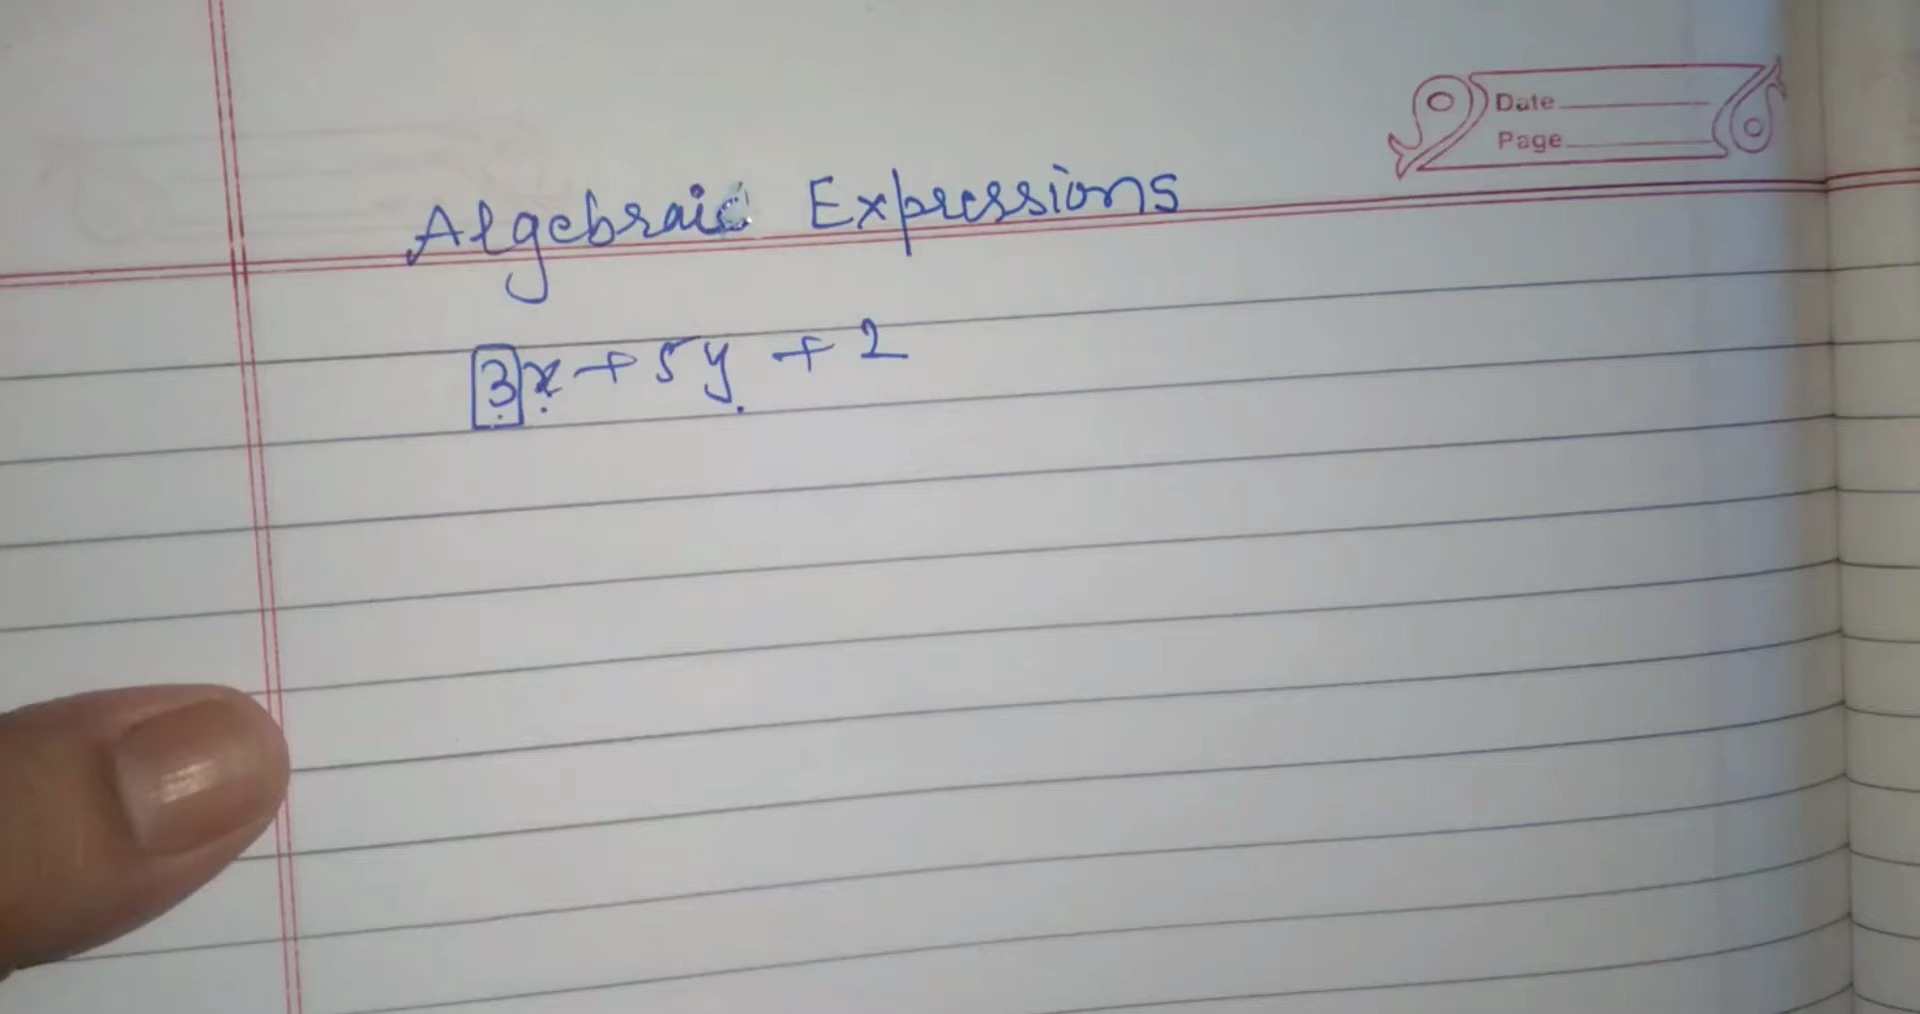 Date
Page
Algebraic Expressions
3x + 5y + 2